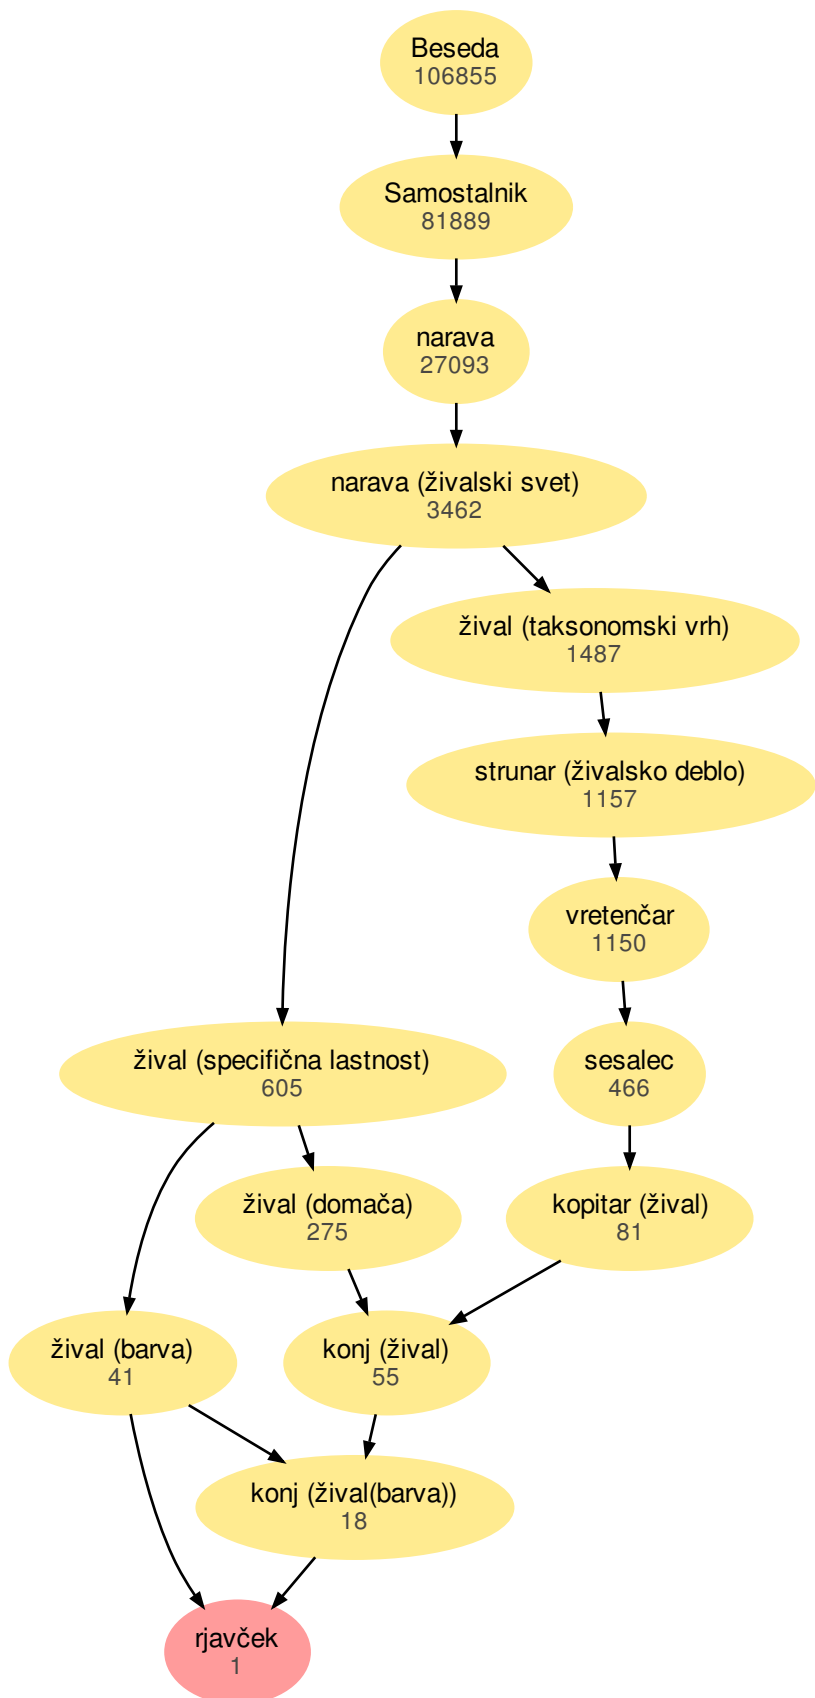 Beseda
106855
Samostalnik
81889
narava
27093
narava (živalski svet)
3462
žival (taksonomski vrh)
1487
strunar (živalsko deblo)
1157
vretenčar
1150
žival (specifična lastnost)
605
sesalec
466
žival (domača)
275
kopitar (žival)
81
žival (barva)
41
konj (žival)
55
konj (žival(barva))
18
rjavček
1